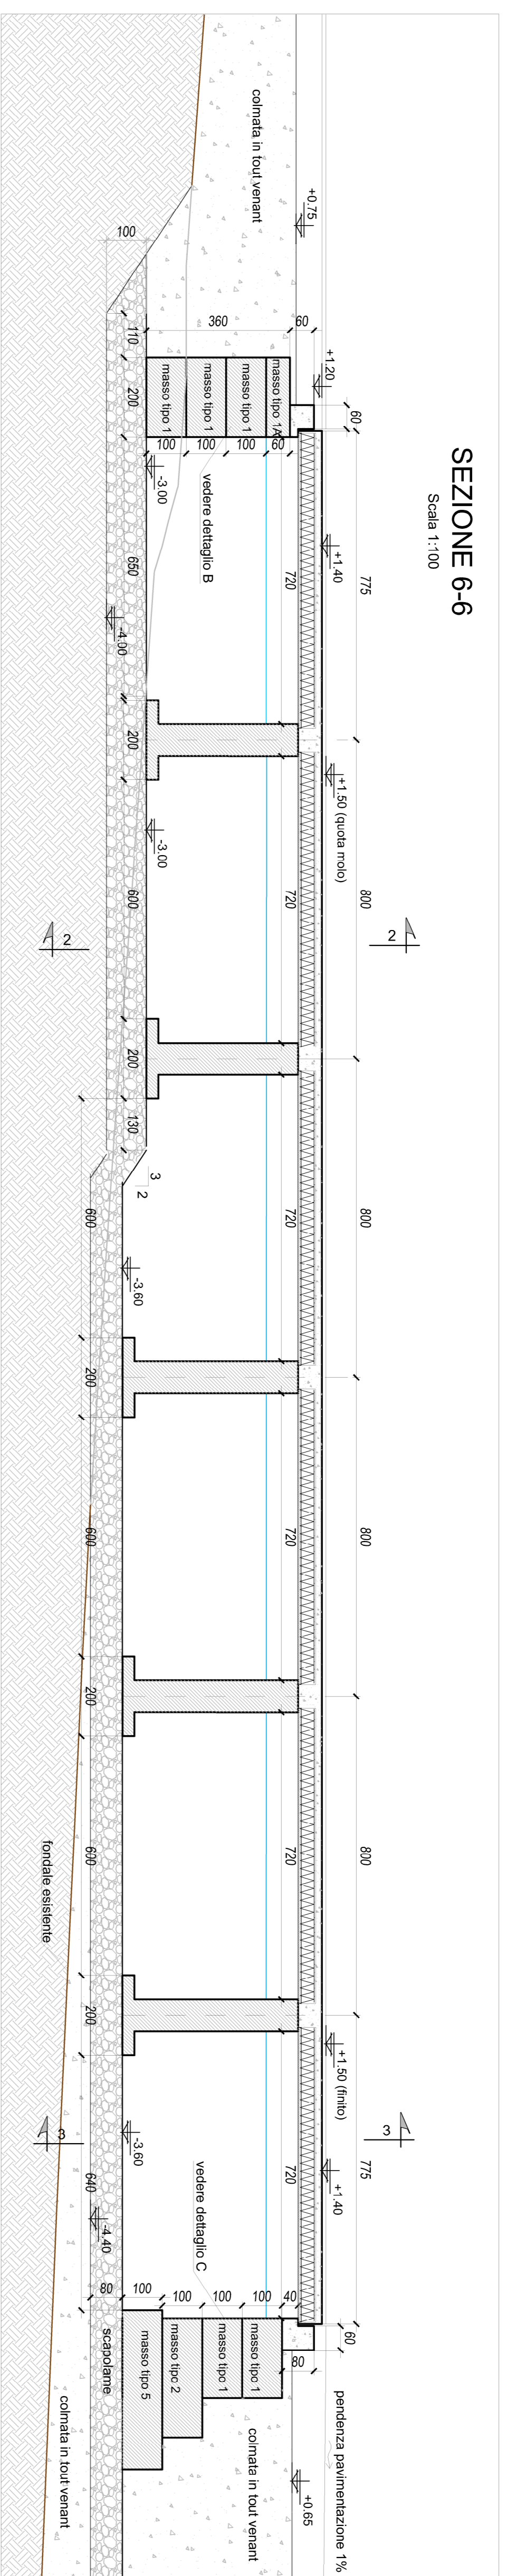 SEZIONE 6-6
Scala 1:100
colmata in tout venant
+0.75
100
110
360
60
+1.20
60
200
masso tipo 1
masso tipo 1
masso tipo 1
masso tipo 1A
100
100
100
60
-3.00
vedere dettaglio B
650
-4.00
720
+1.40
775
200
+1.50 (quota molo)
-3.00
600
720
800
2
2
200
130
3
2
600
720
800
-3.60
200
600
720
800
200
fondale esistente
600
720
800
200
+1.50 (finito)
3
3
-3.60
640
-4.40
720
+1.40
775
vedere dettaglio C
80
100
100
100
100
40
60
80
scapolame
masso tipo 5
masso tipo 2
masso tipo 1
masso tipo 1
colmata in tout venant
colmata in tout venant
+0.65
pendenza pavimentazione 1%